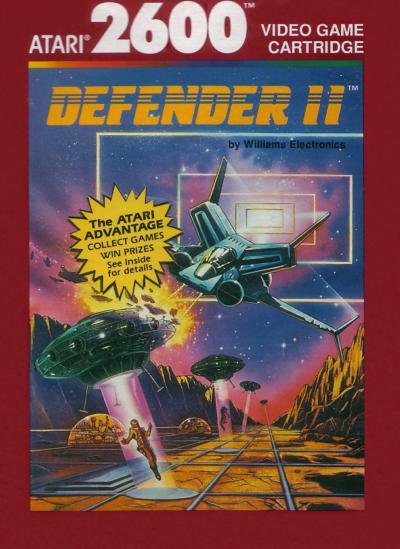 ATARI® 2600™ VIDEO GAME
CARTRIDGE
DEFENDER II™
by Williams Electronics
The ATARI
ADVANTAGE
COLLECT GAMES
WIN PRIZES
See inside
for details